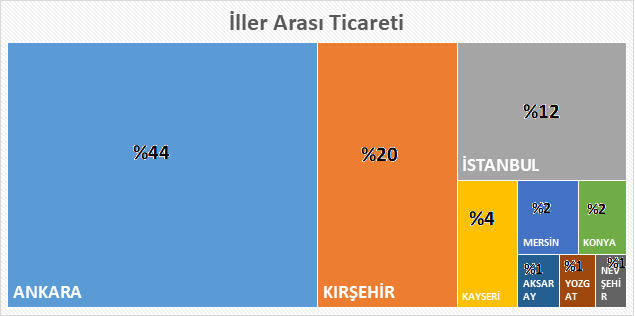 İller Arası Ticareti
%44
ANKARA
%20
KIRŞEHİR
%12
İSTANBUL
%4
KAYSERİ
%2
MERSİN
%2
KONYA
%1
AKSAR
AY
%1
YOZG
AT
%1
NEV
ŞEHİ
R